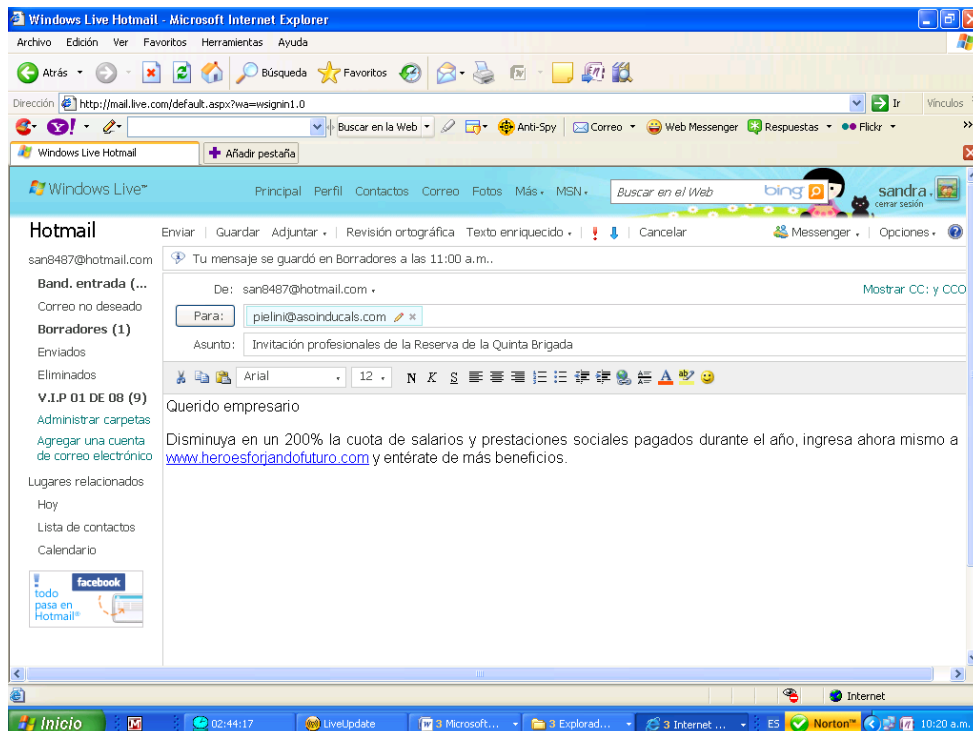 Windows Live Hotmail - Microsoft Internet Explorer
Archivo Edición Ver Favoritos Herramientas Ayuda
Atrás Búsqueda Favoritos
Dirección http://mail.live.com/default.aspx?wa=wsignin1.0 Ir Vínculos
Buscar en la Web Anti-Spy Correo Web Messenger Respuestas Flickr
Windows Live Hotmail Añadir pestaña
Windows Live™ Principal Perfil Contactos Correo Fotos Más MSN Buscar en el Web bing sandra
cerrar sesión
Hotmail Enviar Guardar Adjuntar Revisión ortográfica Texto enriquecido Cancelar Messenger Opciones
san8487@hotmail.com Tu mensaje se guardó en Borradores a las 11:00 a.m..
Band. entrada (... De: san8487@hotmail.com Mostrar CC: y CCO
Correo no deseado Para: pielini@asoinducals.com
Borradores (1)
Enviados Asunto: Invitación profesionales de la Reserva de la Quinta Brigada
Eliminados Arial 12 N K S
V.I.P 01 DE 08 (9) Querido empresario
Administrar carpetas
Agregar una cuenta
de correo electrónico
Disminuya en un 200% la cuota de salarios y prestaciones sociales pagados durante el año, ingresa ahora mismo a
www.heroesforjandofuturo.com y entérate de más beneficios.
Lugares relacionados
Hoy
Lista de contactos
Calendario
facebook
todo
pasa en
Hotmail®
Internet
Inicio 02:44:17 LiveUpdate 3 Microsoft... 3 Explorad... 3 Internet ... ES Norton™ 10:20 a.m.